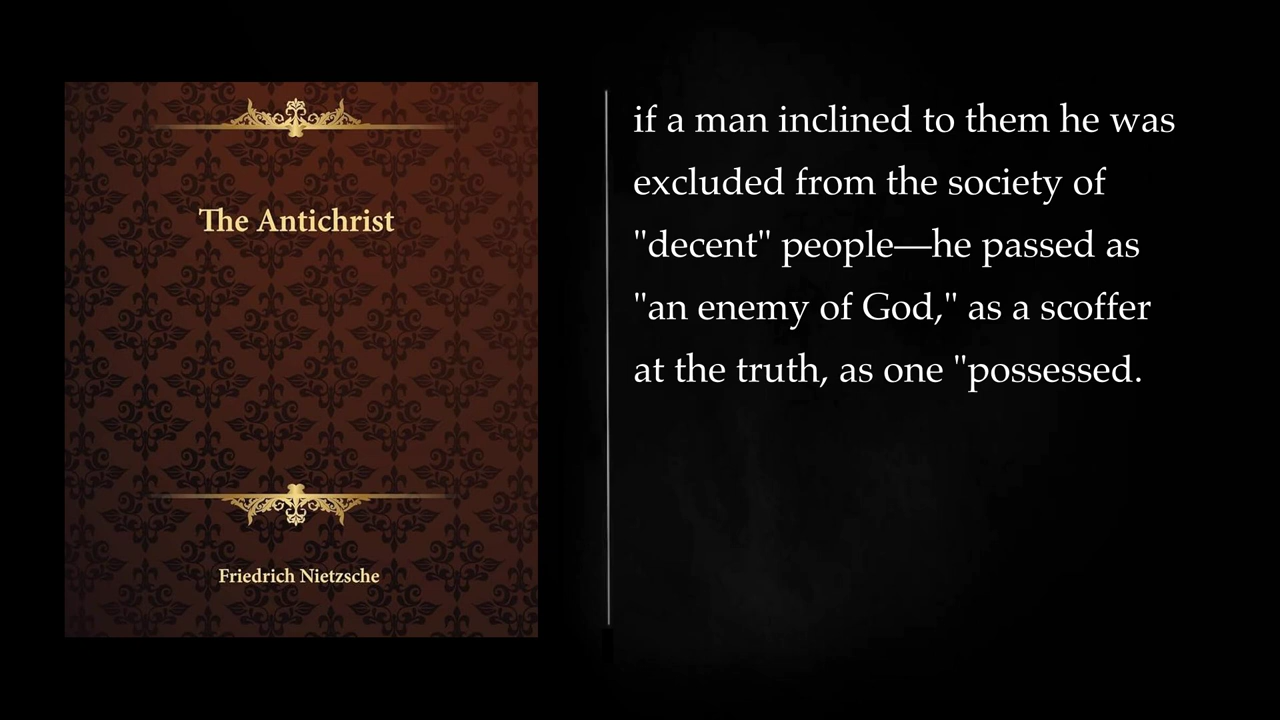 The Antichrist
Friedrich Nietzsche
if a man inclined to them he was
excluded from the society of
"decent" people—he passed as
"an enemy of God," as a scoffer
at the truth, as one "possessed.